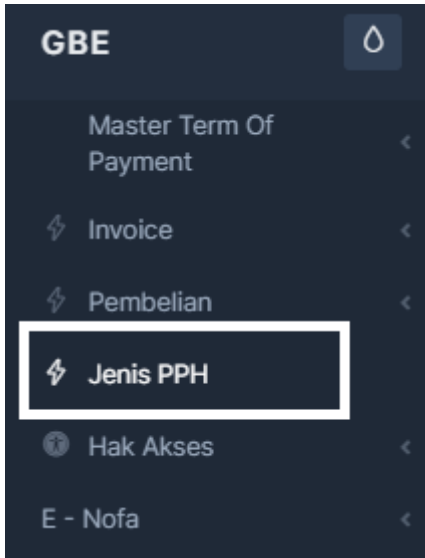 GBE
Master Term Of
Payment
Invoice
Pembelian
Jenis PPH
Hak Akses
E - Nofa